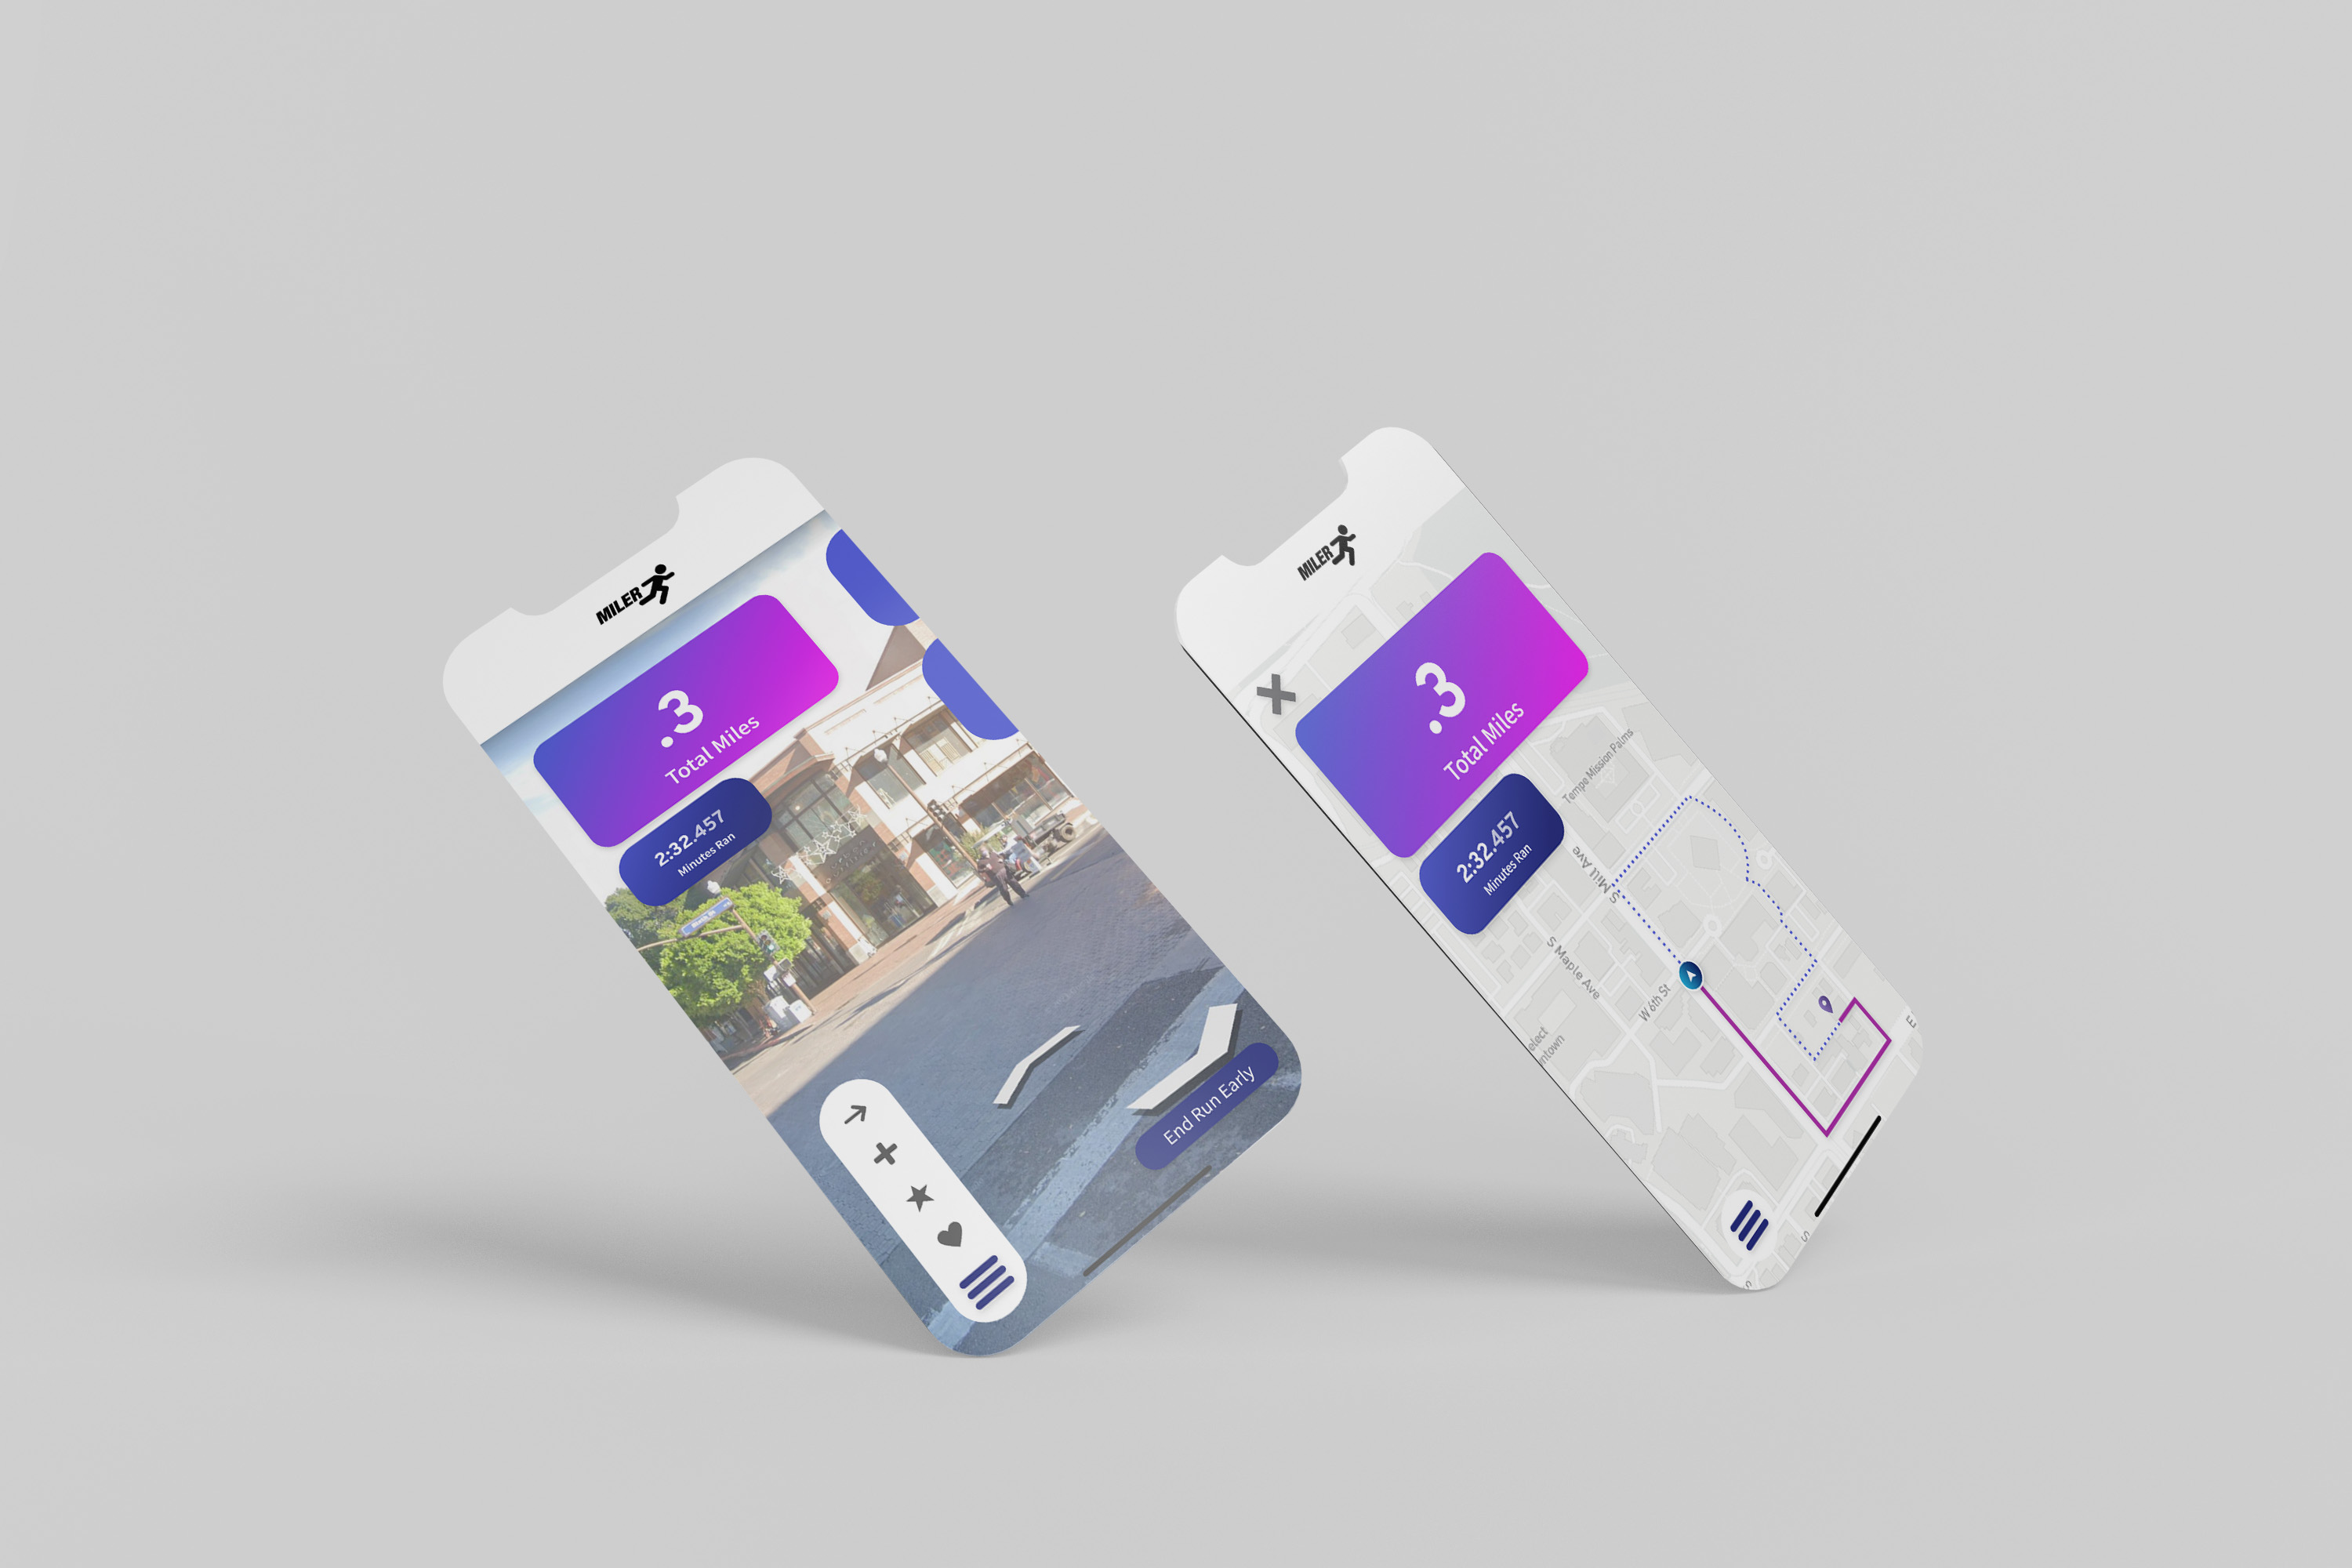 MILER
.3
Total Miles
2:32.457
Minutes Ran
End Run Early
MILER
.3
Total Miles
2:32.457
Minutes Ran
Tempe Mission Palms
S Mill Ave
S Maple Ave
W 6th St
elect
ntown
E
S
S